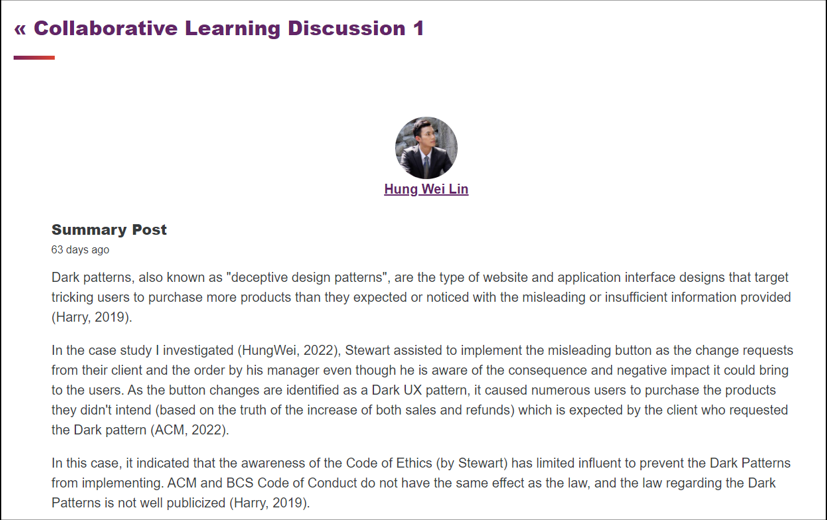 « Collaborative Learning Discussion 1
Hung Wei Lin
Summary Post
63 days ago
Dark patterns, also known as "deceptive design patterns", are the type of website and application interface designs that target
tricking users to purchase more products than they expected or noticed with the misleading or insufficient information provided
(Harry, 2019).
In the case study I investigated (HungWei, 2022), Stewart assisted to implement the misleading button as the change requests
from their client and the order by his manager even though he is aware of the consequence and negative impact it could bring
to the users. As the button changes are identified as a Dark UX pattern, it caused numerous users to purchase the products
they didn't intend (based on the truth of the increase of both sales and refunds) which is expected by the client who requested
the Dark pattern (ACM, 2022).
In this case, it indicated that the awareness of the Code of Ethics (by Stewart) has limited influent to prevent the Dark Patterns
from implementing. ACM and BCS Code of Conduct do not have the same effect as the law, and the law regarding the Dark
Patterns is not well publicized (Harry, 2019).